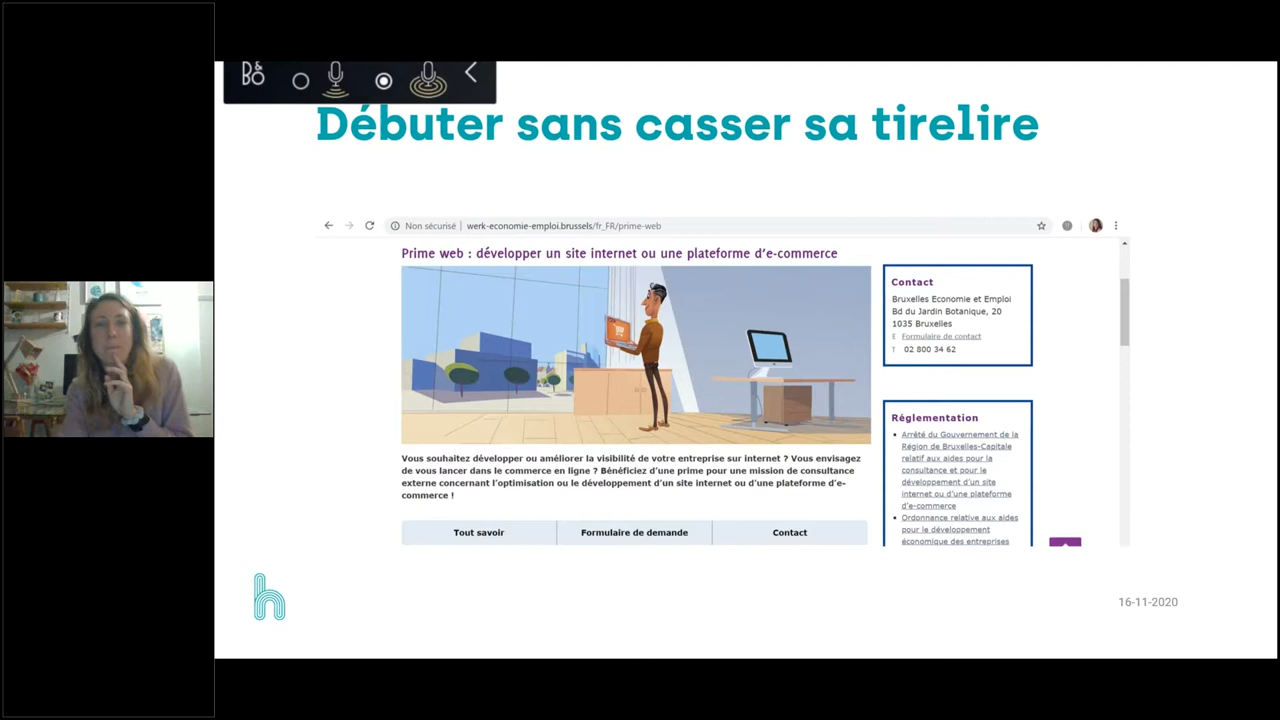 B&
BO
Débuter sans casser sa tirelire
Non sécurisé | werk-economie-emploi.brussels/fr_FR/prime-web
Prime web : développer un site internet ou une plateforme d'e-commerce
Vous souhaitez développer ou améliorer la visibilité de votre entreprise sur internet ? Vous envisagez
de vous lancer dans le commerce en ligne ? Bénéficiez d'une prime pour une mission de consultance
externe concernant l'optimisation ou le développement d'un site internet ou d'une plateforme d'e-
commerce !
Tout savoir
Formulaire de demande
Contact
Contact
Bruxelles Economie et Emploi
Bd du Jardin Botanique, 20
1035 Bruxelles
E Formulaire de contact
T 02 800 34 62
Réglementation
• Arrêté du Gouvernement de la
Région de Bruxelles-Capitale
relatif aux aides pour la
consultance et pour le
développement d'un site
internet ou d'une plateforme
d'e-commerce
• Ordonnance relative aux aides
pour le développement
économique des entreprises
h
16-11-2020